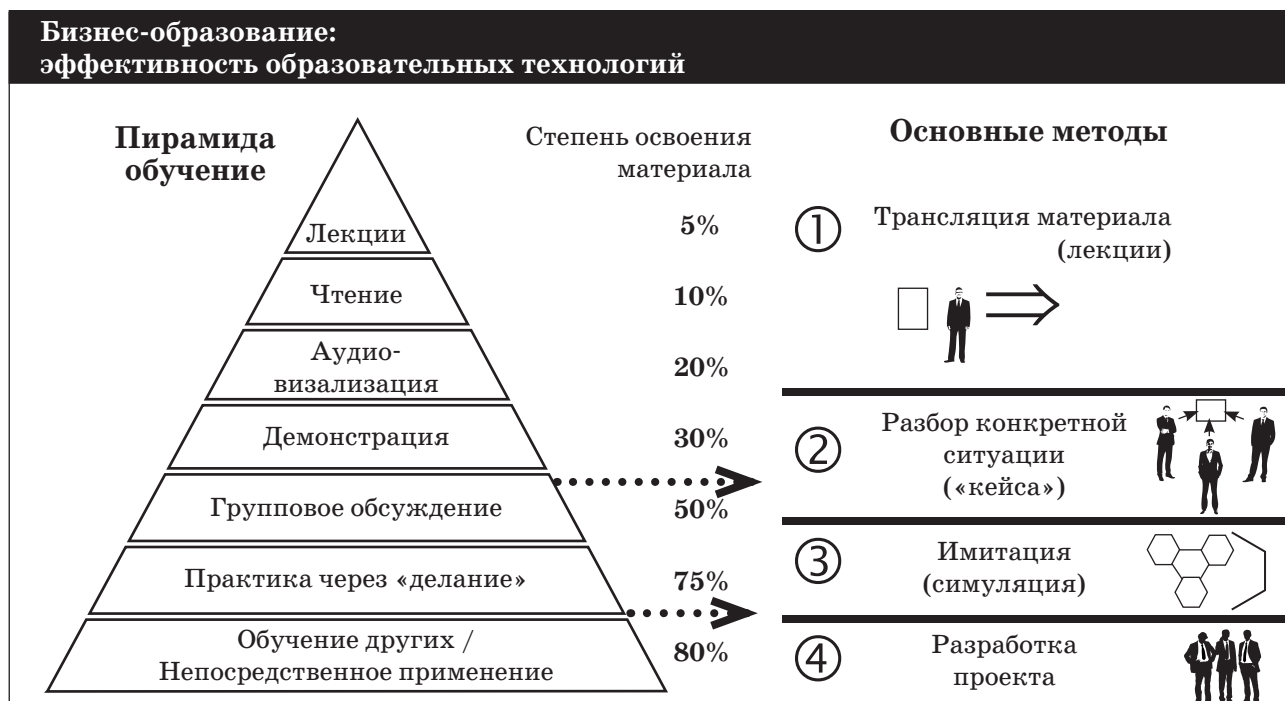 Бизнес-образование:
эффективность образовательных технологий
Пирамида
обучение
Степень освоения
материала
Основные методы
Лекции
5%
Чтение
10%
Аудио-
визализация
20%
Демонстрация
30%
Групповое обсуждение
50%
Практика через «делание»
75%
Обучение других /
Непосредственное применение
80%
1
Трансляция материала
(лекции)
2
Разбор конкретной
ситуации
(«кейса»)
3
Имитация
(симуляция)
4
Разработка
проекта